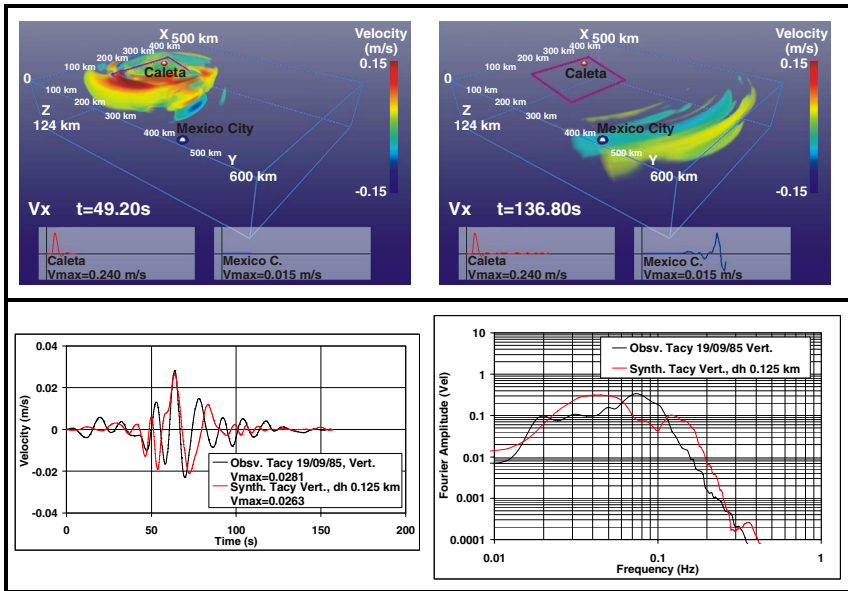 X
500 km
400 km
300 km
200 km
100 km
Caleta
0
100 km
200 km
300 km
400 km
500 km
Z
124 km
Mexico City
Y
600 km
Velocity
(m/s)
0.15
-0.15
Vx t=49.20s
Caleta
Vmax=0.240 m/s
Mexico C.
Vmax=0.015 m/s
X
500 km
400 km
300 km
200 km
100 km
Caleta
0
100 km
200 km
300 km
400 km
500 km
Z
124 km
Mexico City
Y
600 km
Velocity
(m/s)
0.15
-0.15
Vx t=136.80s
Caleta
Vmax=0.240 m/s
Mexico C.
Vmax=0.015 m/s
0.04
0.02
0
-0.02
-0.04
Velocity (m/s)
Obsv. Tacy 19/09/85, Vert.
Vmax=0.0281
Synth. Tacy Vert., dh 0.125 km
Vmax=0.0263
0 50 100 150 200
Time (s)
10
1
0.1
0.01
0.001
0.0001
Fourier Amplitude (Vel)
Obsv. Tacy 19/09/85 Vert.
Synth. Tacy Vert., dh 0.125 km
0.01 0.1 1
Frequency (Hz)